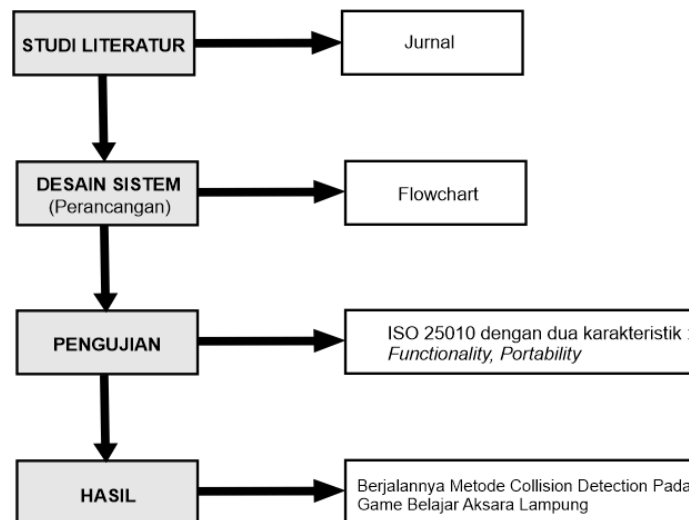 STUDI LITERATUR
Jurnal
DESAIN SISTEM
(Perancangan)
Flowchart
PENGUJIAN
ISO 25010 dengan dua karakteristik :
Functionality, Portability
HASIL
Berjalannya Metode Collision Detection Pada
Game Belajar Aksara Lampung